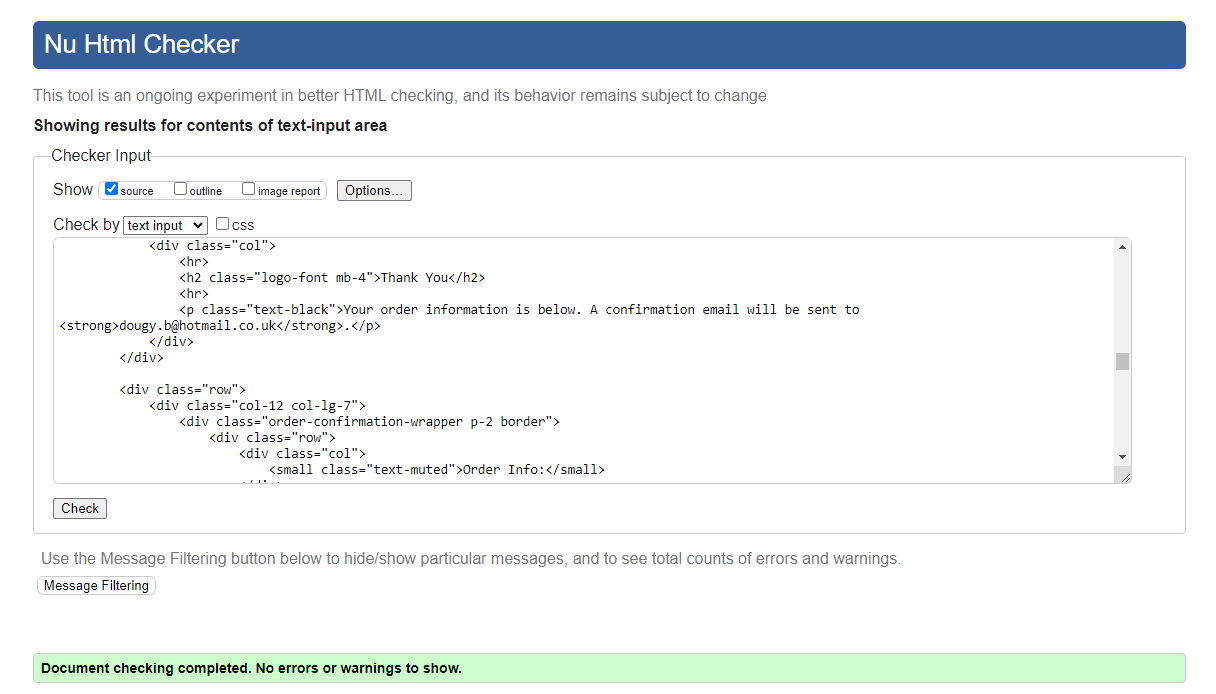 Nu Html Checker
This tool is an ongoing experiment in better HTML checking, and its behavior remains subject to change
Showing results for contents of text-input area
Checker Input
Show source outline image report Options...
Check by text input css
<div class="col">
<hr>
<h2 class="logo-font mb-4">Thank You</h2>
<hr>
<p class="text-black">Your order information is below. A confirmation email will be sent to
<strong>dougy.b@hotmail.co.uk</strong>.</p>
</div>
</div>
<div class="row">
<div class="col-12 col-lg-7">
<div class="order-confirmation-wrapper p-2 border">
<div class="row">
<div class="col">
<small class="text-muted">Order Info:</small>
Check
Use the Message Filtering button below to hide/show particular messages, and to see total counts of errors and warnings.
Message Filtering
Document checking completed. No errors or warnings to show.